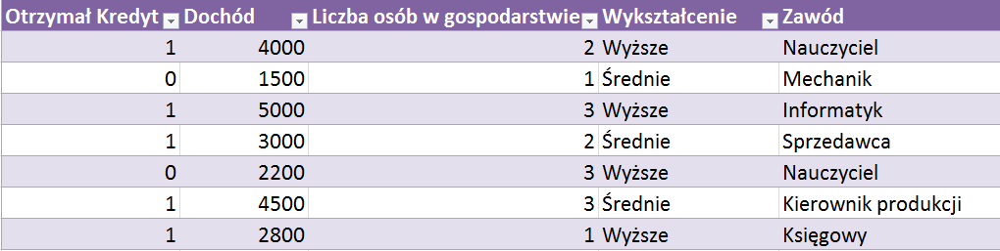 Otrzymał Kredyt Dochód Liczba osób w gospodarstwie Wykształcenie Zawód
1 4000 2 Wyższe Nauczyciel
0 1500 1 Średnie Mechanik
1 5000 3 Wyższe Informatyk
1 3000 2 Średnie Sprzedawca
0 2200 3 Wyższe Nauczyciel
1 4500 3 Średnie Kierownik produkcji
1 2800 1 Wyższe Księgowy